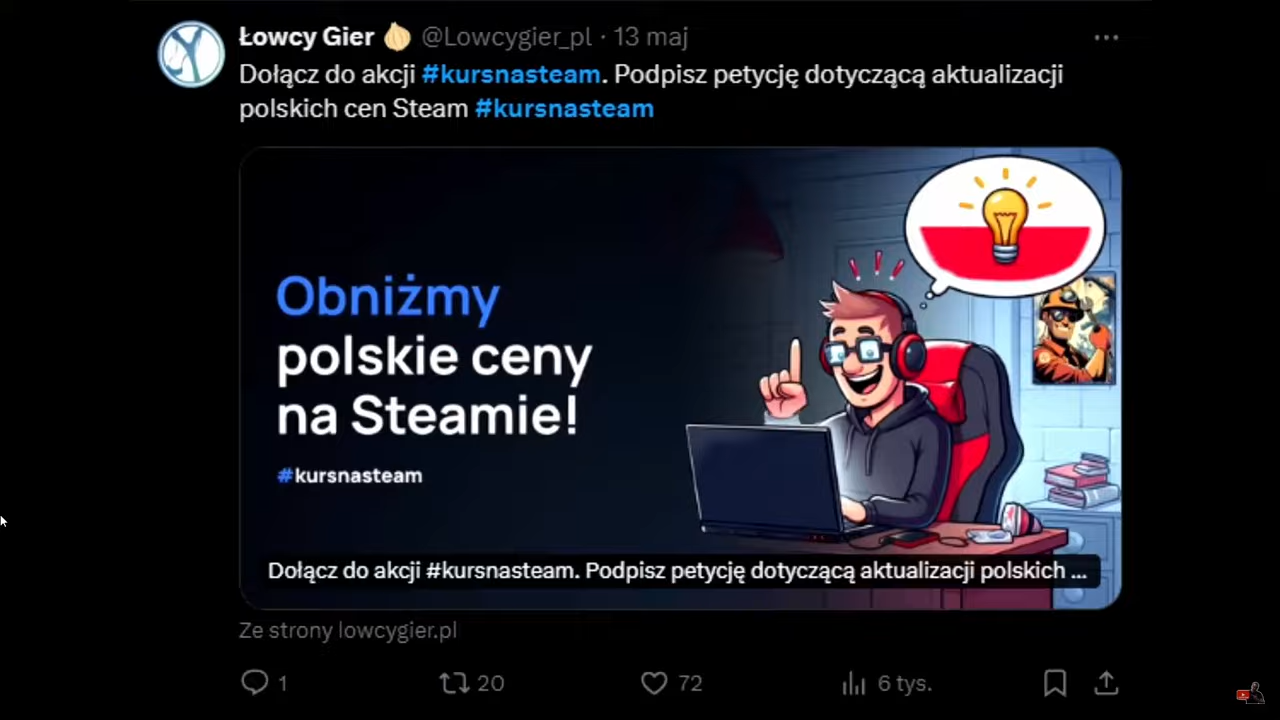 Łowcy Gier 🧄 @Lowcygier_pl · 13 maj
Dołącz do akcji #kursnasteam. Podpisz petycję dotyczącą aktualizacji
polskich cen Steam #kursnasteam
Obniżmy
polskie ceny
na Steamie!
#kursnasteam
Dołącz do akcji #kursnasteam. Podpisz petycję dotyczącą aktualizacji polskich ...
Ze strony lowcygier.pl
1 20 72 6 tys.